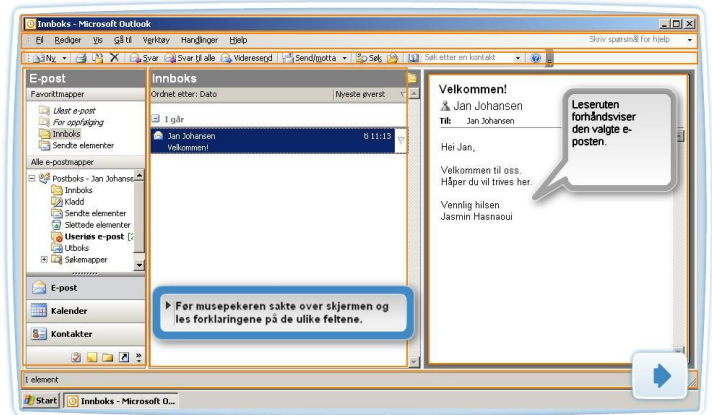 Innboks - Microsoft Outlook
Fil Rediger Vis Gå til Verktøy Handlinger Hjelp Skriv spørsmål for hjelp
Ny Svar Svar til alle Videresend Send/motta Søk Søk etter en kontakt
E-post
Favorittmapper
Ulest e-post
For oppfølging
Innboks
Sendte elementer
Alle e-postmapper
Postboks - Jan Johanse
Innboks
Kladd
Sendte elementer
Slettede elementer
Useriøs e-post [2
Utboks
Søkemapper
E-post
Kalender
Kontakter
Innboks
Ordnet etter: Dato Nyeste øverst
I går
Jan Johansen ti 11:13
Velkommen!
Før musepekeren sakte over skjermen og
les forklaringene på de ulike feltene.
Velkommen!
Jan Johansen
Til: Jan Johansen
Hei Jan,
Velkommen til oss.
Håper du vil trives her.
Vennlig hilsen
Jasmin Hasnaoui
Leseruten
forhåndsviser
den valgte e-
posten.
1 element
Start Innboks - Microsoft O...